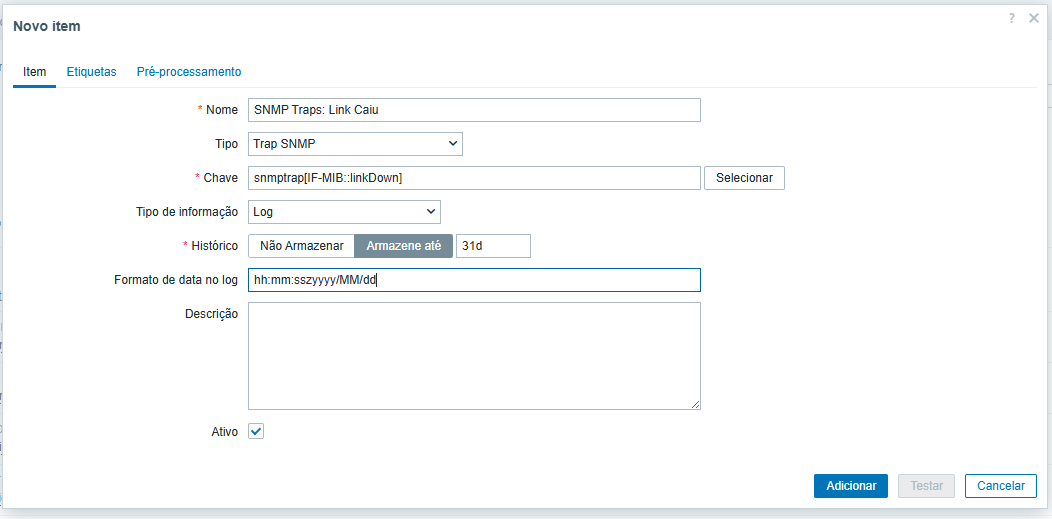 Novo item
?
Item Etiquetas Pré-processamento
* Nome SNMP Traps: Link Caiu
Tipo Trap SNMP
* Chave snmptrap[IF-MIB::linkDown] Selecionar
Tipo de informação Log
* Histórico Não Armazenar Armazene até 31d
Formato de data no log hh:mm:sszyyyy/MM/dd
Descrição
Ativo
Adicionar Testar Cancelar